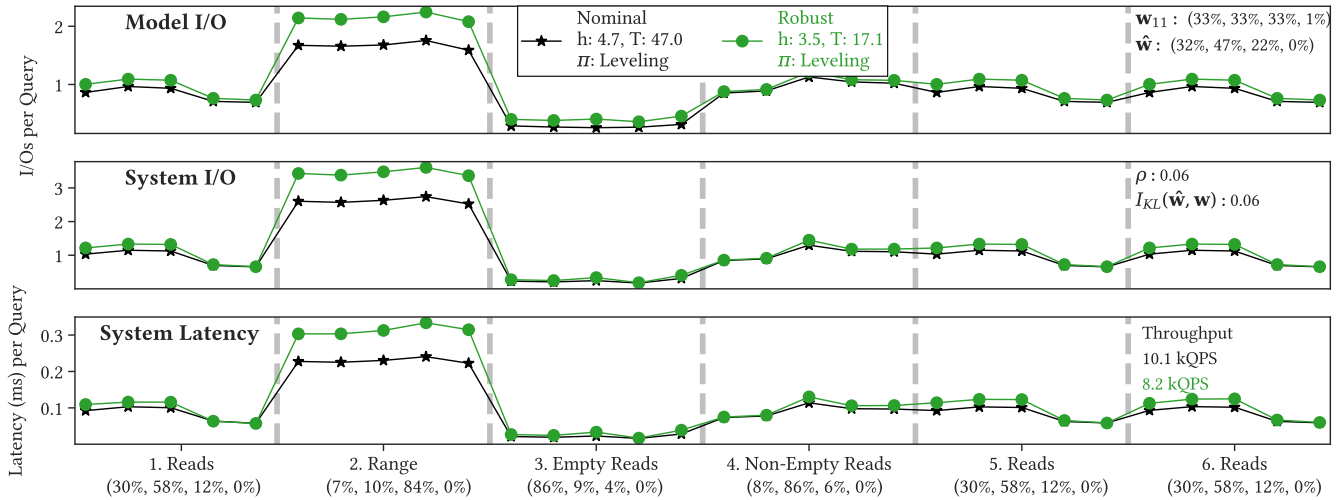 Model I/O
Nominal
h: 4.7, T: 47.0
π: Leveling
Robust
h: 3.5, T: 17.1
π: Leveling
w11 : (33%, 33%, 33%, 1%)
ŵ : (32%, 47%, 22%, 0%)
2
1
I/Os per Query
System I/O
ρ : 0.06
IKL(ŵ, w) : 0.06
3
2
1
System Latency
Throughput
10.1 kQPS
8.2 kQPS
0.3
0.2
0.1
Latency (ms) per Query
1. Reads
(30%, 58%, 12%, 0%)
2. Range
(7%, 10%, 84%, 0%)
3. Empty Reads
(86%, 9%, 4%, 0%)
4. Non-Empty Reads
(8%, 86%, 6%, 0%)
5. Reads
(30%, 58%, 12%, 0%)
6. Reads
(30%, 58%, 12%, 0%)